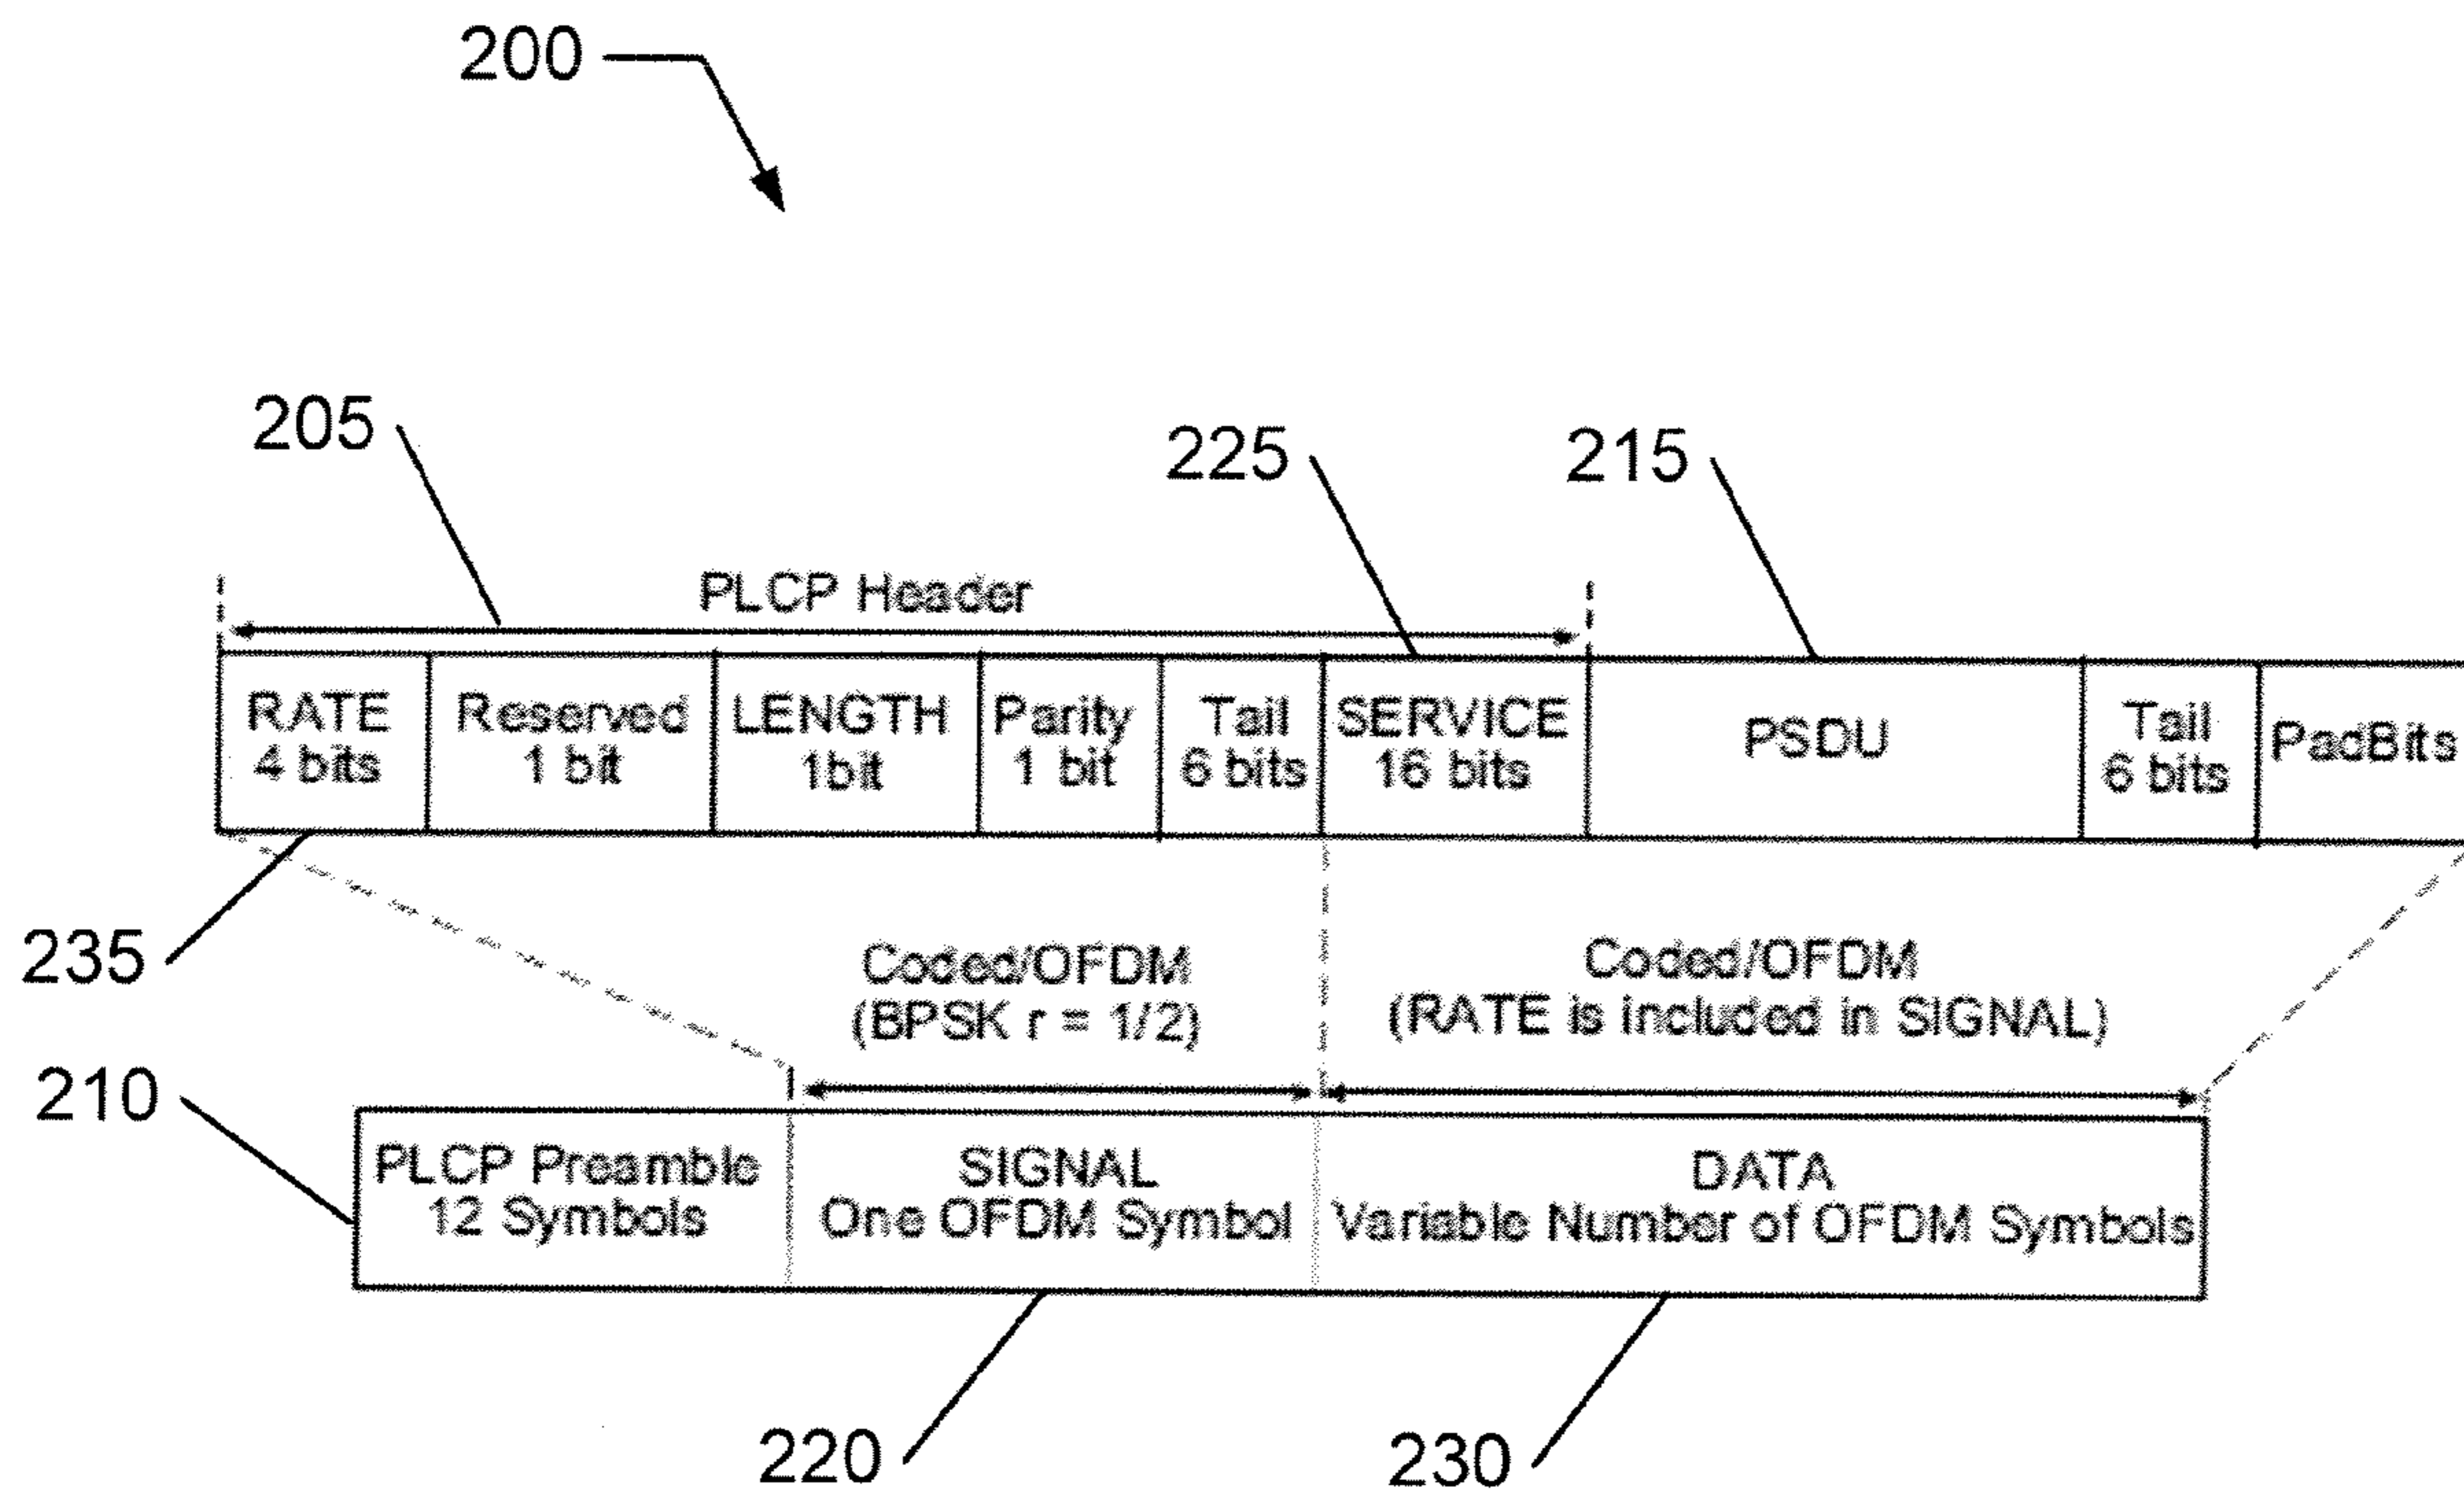 200
205
225
215
PLCP Header
RATE
4 bits
Reserved
1 bit
LENGTH
1bit
Parity
1 bit
Tail
6 bits
SERVICE
16 bits
PSDU
Tail
6 bits
PadBits
235
Coded/OFDM
(BPSK r = 1/2)
Coded/OFDM
(RATE is included in SIGNAL)
210
PLCP Preamble
12 Symbols
SIGNAL
One OFDM Symbol
DATA
Variable Number of OFDM Symbols
220
230